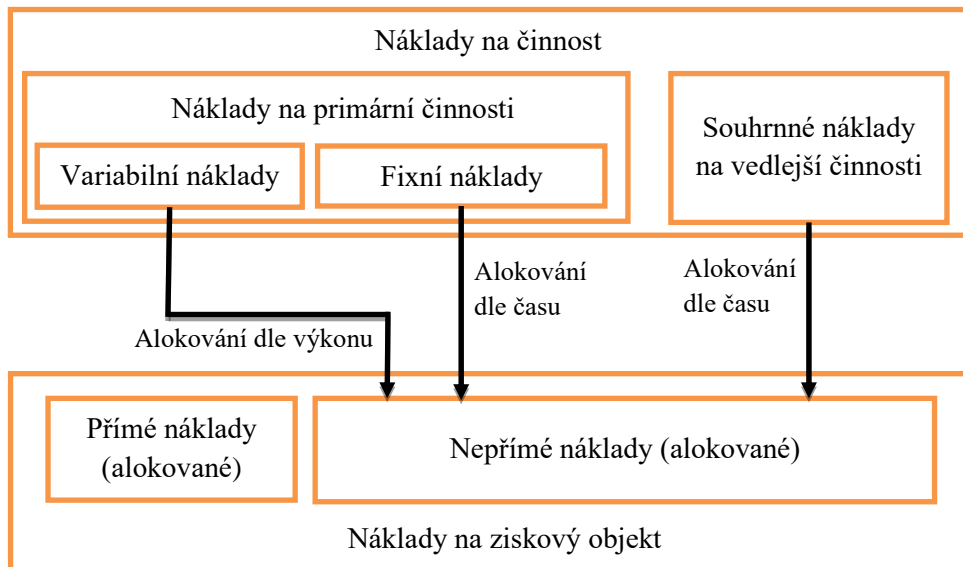 Náklady na činnost
Náklady na primární činnosti
Variabilní náklady
Fixní náklady
Souhrnné náklady
na vedlejší činnosti
Alokování
dle času
Alokování
dle času
Alokování dle výkonu
Přímé náklady
(alokované)
Nepřímé náklady (alokované)
Náklady na ziskový objekt